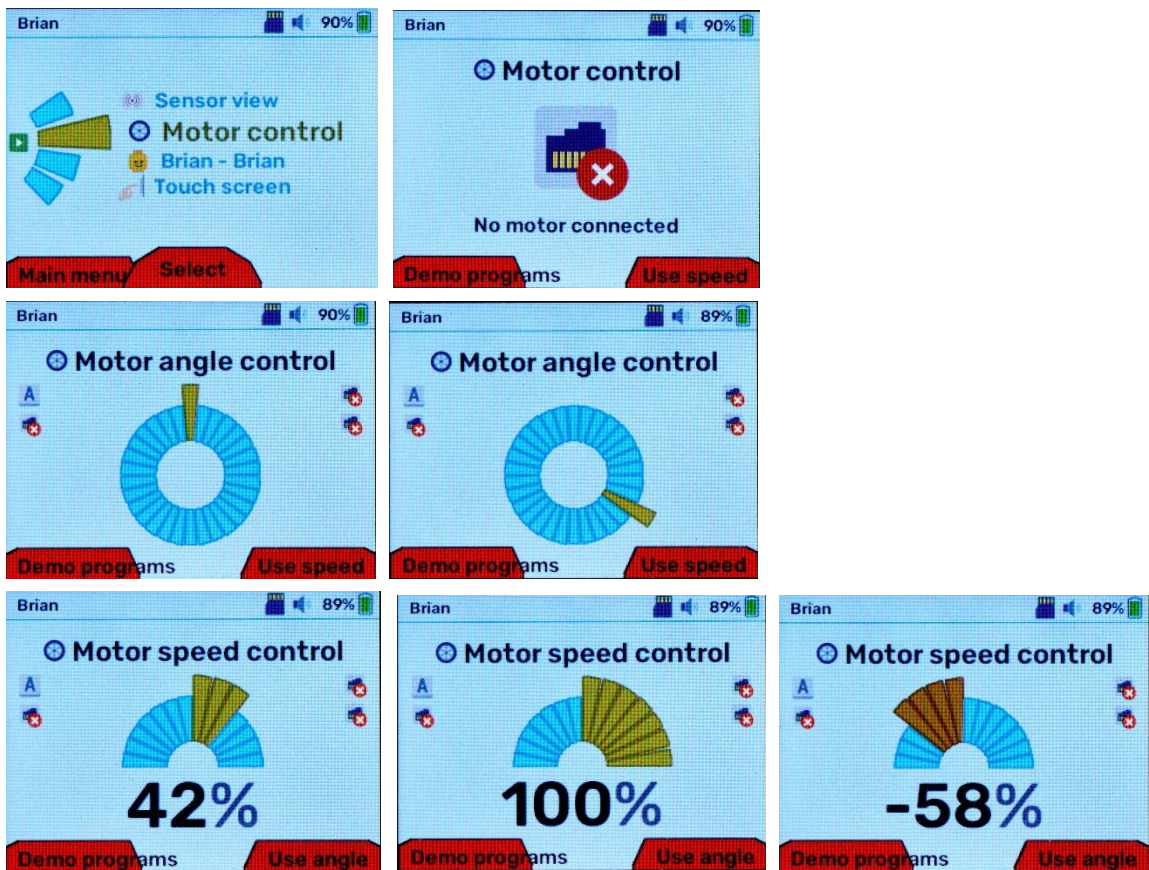 Brian 90%
Sensor view
Motor control
Brian - Brian
Touch screen
Main menu Select
Brian 90%
Motor control
No motor connected
Demo programs Use speed
Brian 90%
Motor angle control
A
Demo programs Use speed
Brian 89%
Motor angle control
A
Demo programs Use speed
Brian 89%
Motor speed control
A
42%
Demo programs Use angle
Brian 89%
Motor speed control
A
100%
Demo programs Use angle
Brian 89%
Motor speed control
A
-58%
Demo programs Use angle